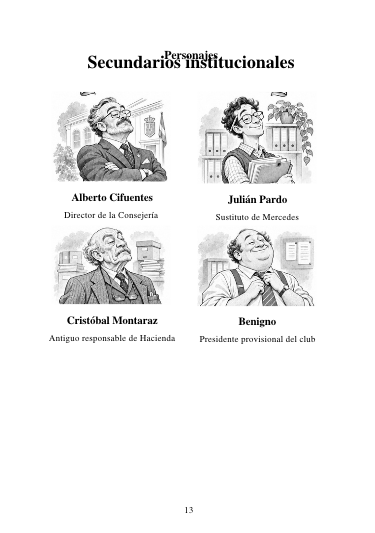 Personajes
Secundarios institucionales
Alberto Cifuentes
Director de la Consejería
Julián Pardo
Sustituto de Mercedes
Cristóbal Montaraz
Antiguo responsable de Hacienda
Benigno
Presidente provisional del club
13